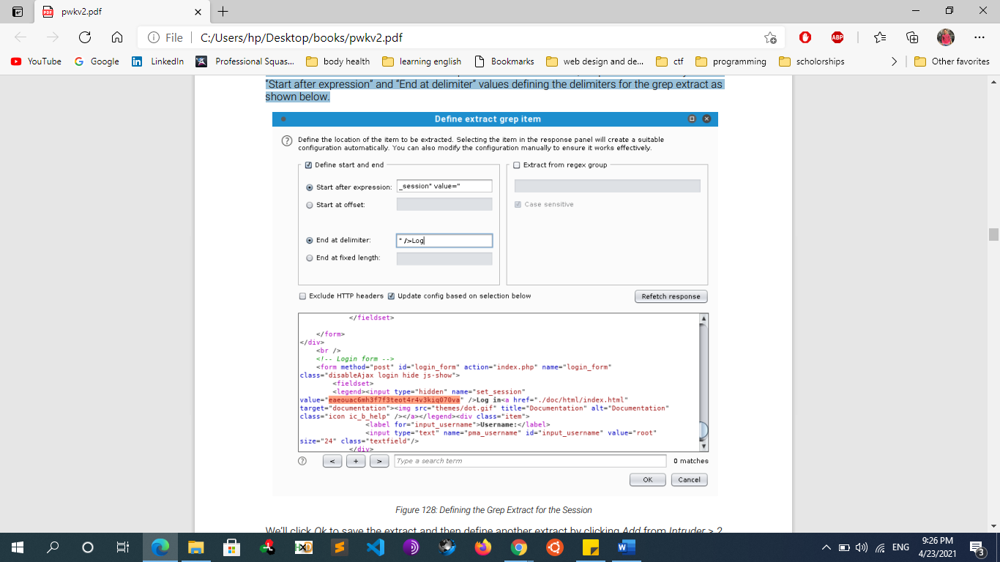 pwkv2.pdf
File
C:/Users/hp/Desktop/books/pwkv2.pdf
ABP
YouTube
Google
LinkedIn
Professional Squas...
body health
learning english
Bookmarks
web design and de...
ctf
programming
scholorships
Other favorites
“Start after expression” and “End at delimiter” values defining the delimiters for the grep extract as
shown below.
Define extract grep item
Define the location of the item to be extracted. Selecting the item in the response panel will create a suitable
configuration automatically. You can also modify the configuration manually to ensure it works effectively.
Define start and end
Start after expression: _session" value="
Start at offset:
End at delimiter: " />Log
End at fixed length:
Extract from regex group
Case sensitive
Exclude HTTP headers Update config based on selection below
Refetch response
</fieldset>
</form>
</div>
<br />
<!-- Login form -->
<form method="post" id="login_form" action="index.php" name="login_form"
class="disableAjax login hide js-show">
<fieldset>
<legend><input type="hidden" name="set_session"
value="eaeouac6mh3f7f3teot4r4v3kiq070va" />Log in<a href="./doc/html/index.html"
target="documentation"><img src="themes/dot.gif" title="Documentation" alt="Documentation"
class="icon ic_b_help" /></a></legend><div class="item">
<label for="input_username">Username:</label>
<input type="text" name="pma_username" id="input_username" value="root"
size="24" class="textfield"/>
</div>
< + > Type a search term 0 matches
OK Cancel
Figure 128: Defining the Grep Extract for the Session
We'll click Ok to save the extract and then define another extract by clicking Add from Intruder > 2
ENG
9:26 PM
4/23/2021
3